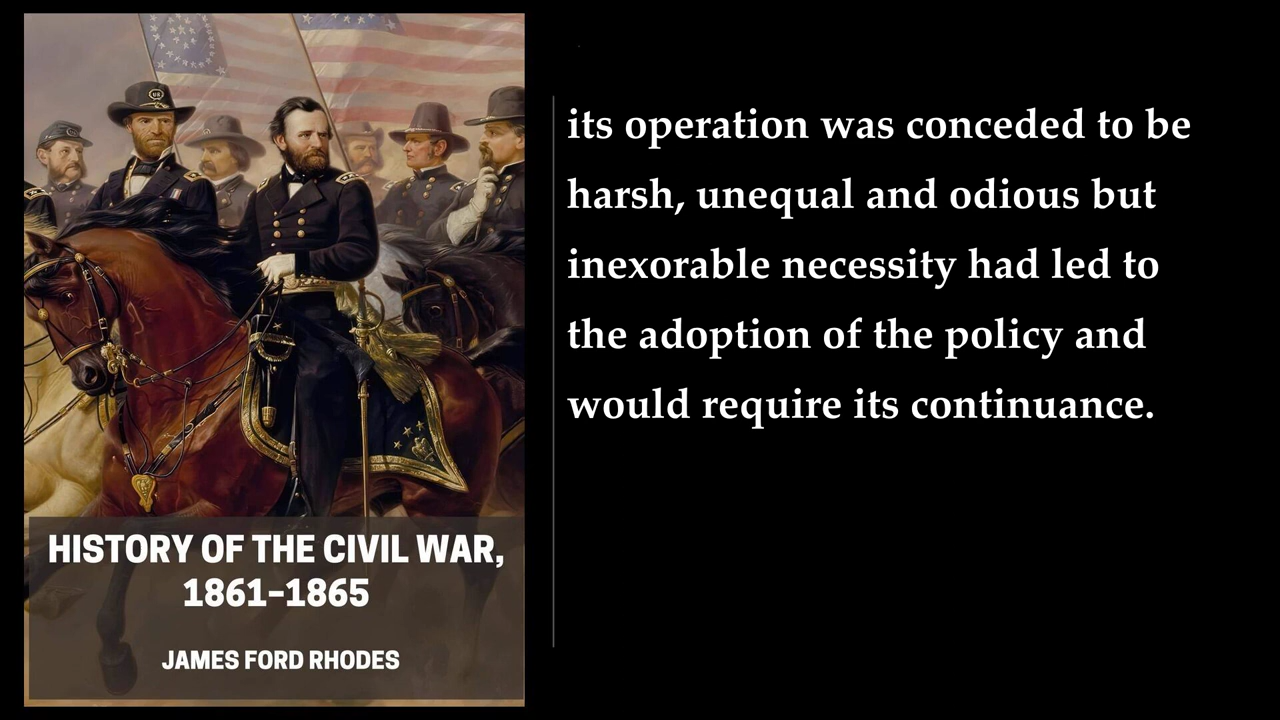 its operation was conceded to be
harsh, unequal and odious but
inexorable necessity had led to
the adoption of the policy and
would require its continuance.
HISTORY OF THE CIVIL WAR,
1861–1865
JAMES FORD RHODES